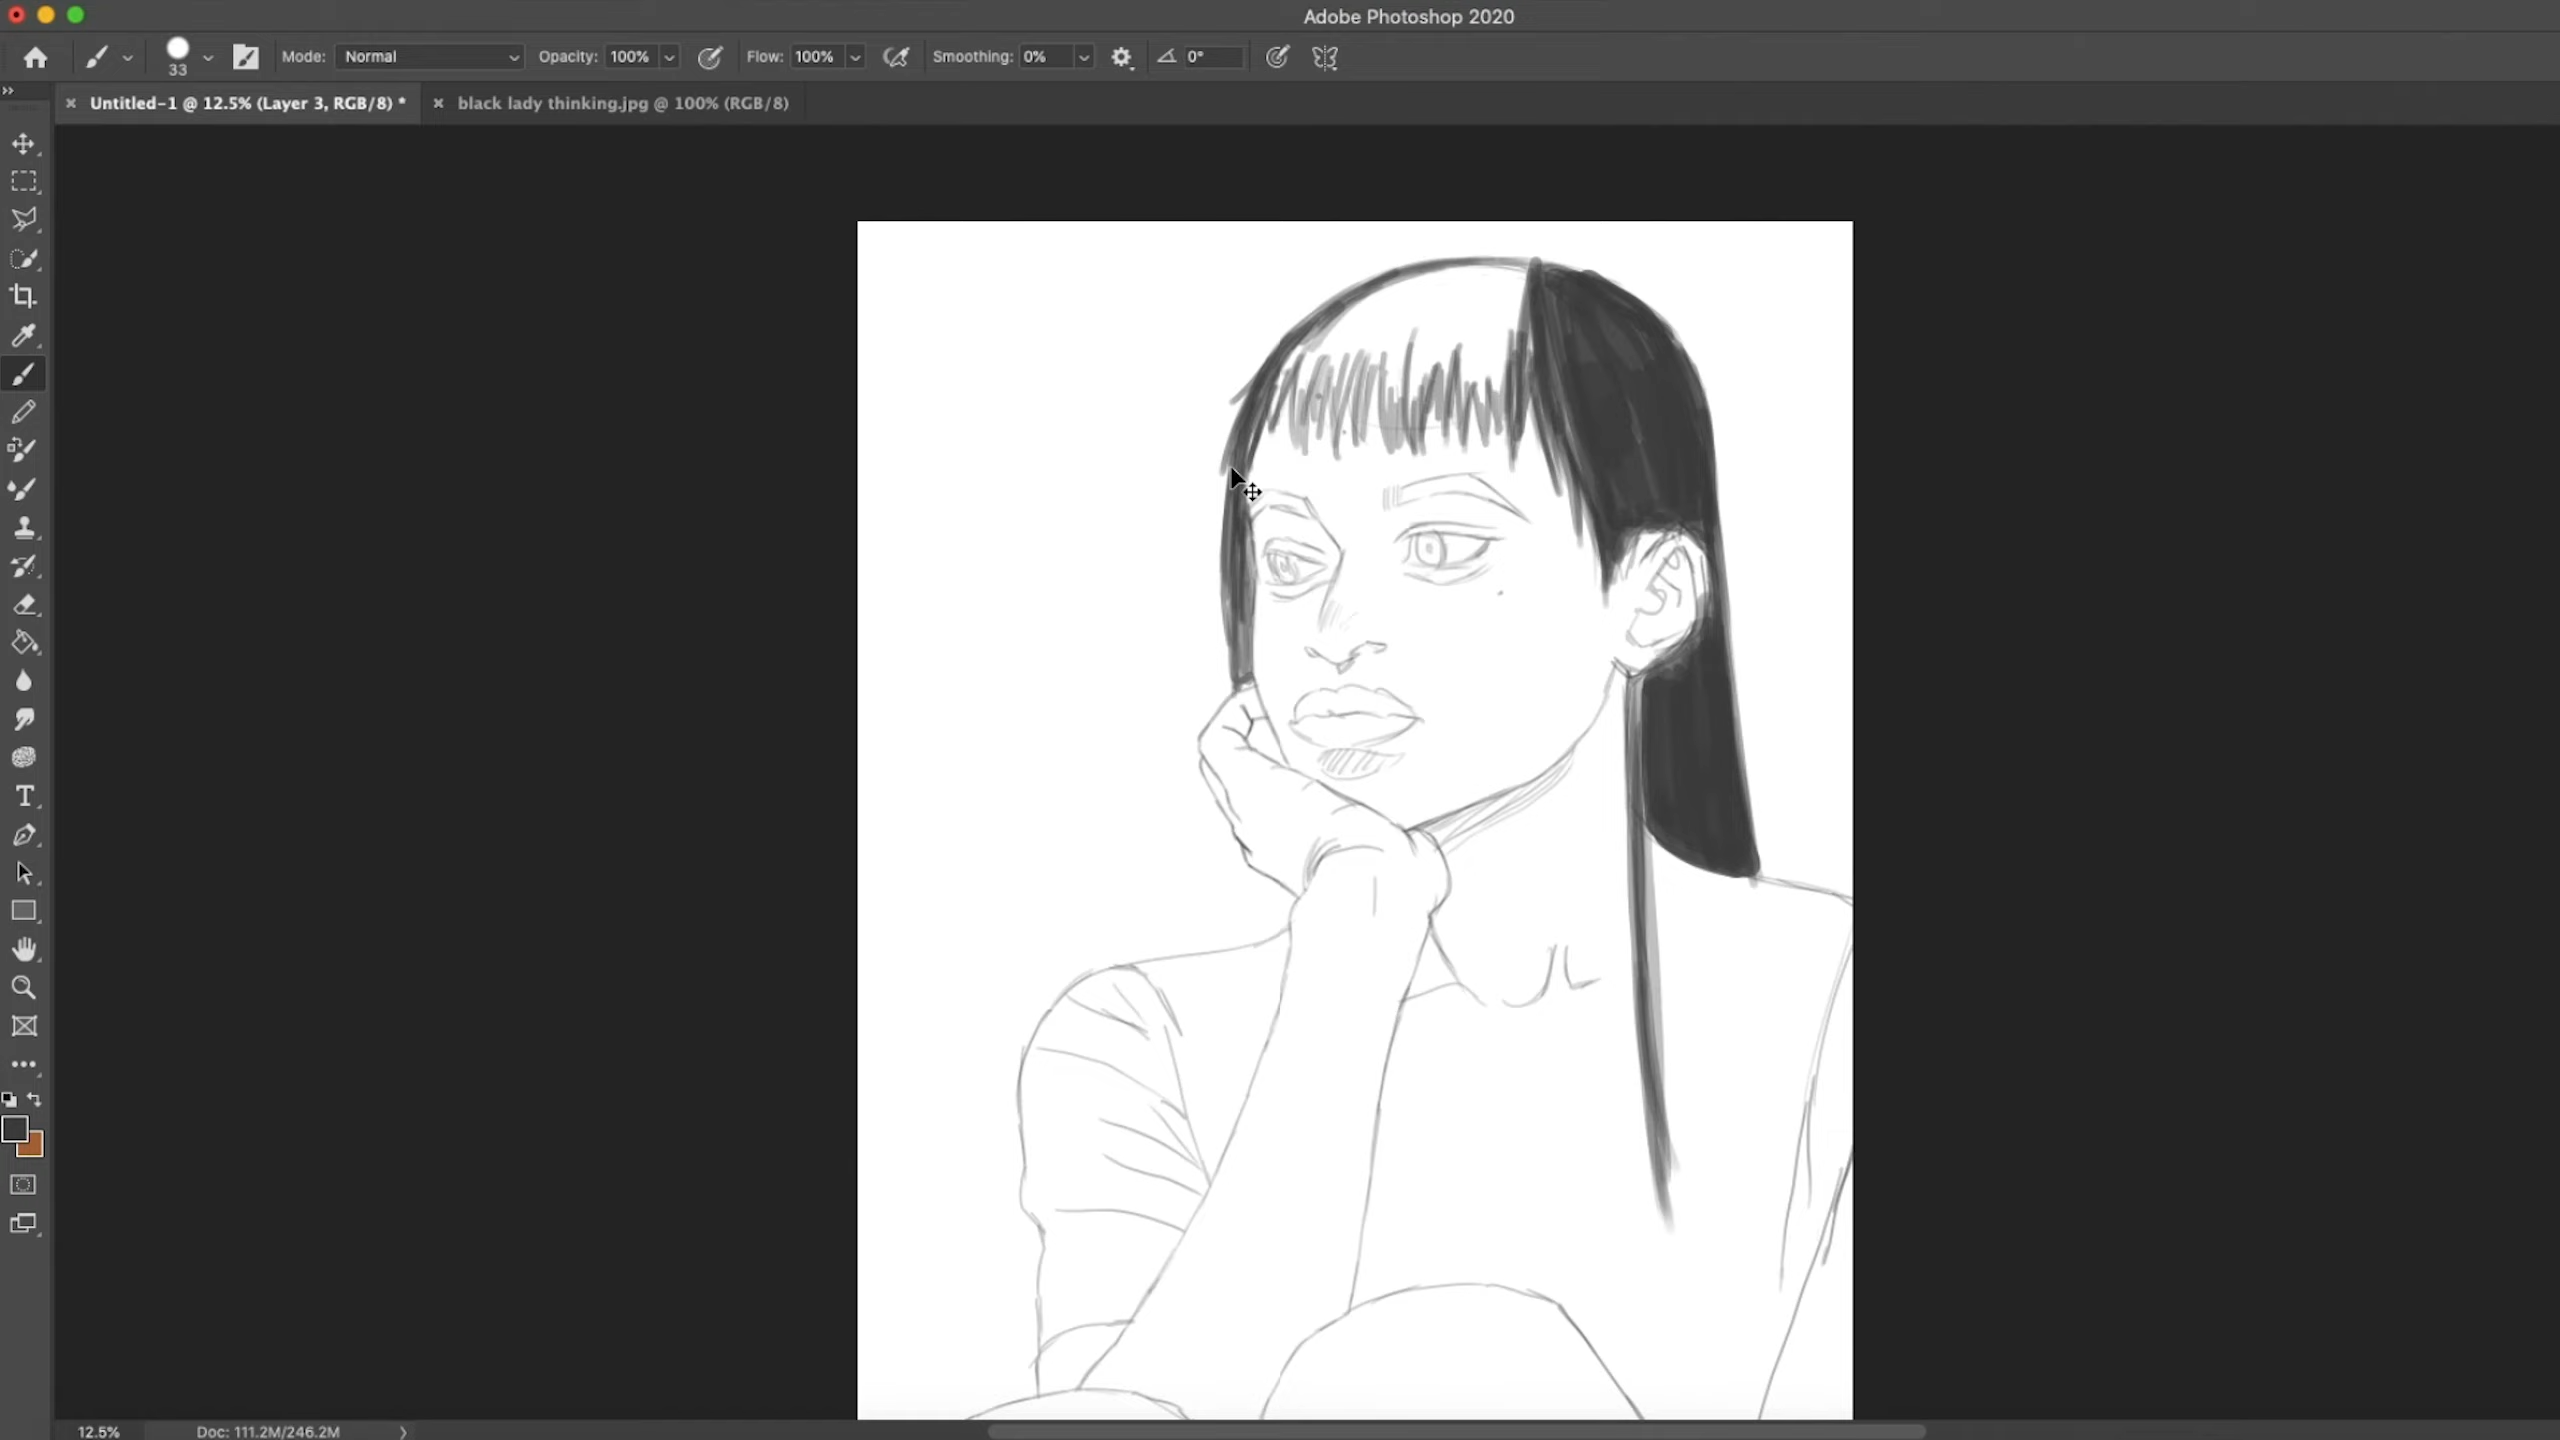 Adobe Photoshop 2020
33 Mode: Normal Opacity: 100% Flow: 100% Smoothing: 0% 0°
Untitled-1 @ 12.5% (Layer 3, RGB/8) * black lady thinking.jpg @ 100% (RGB/8)
12.5% Doc: 111.2M/246.2M